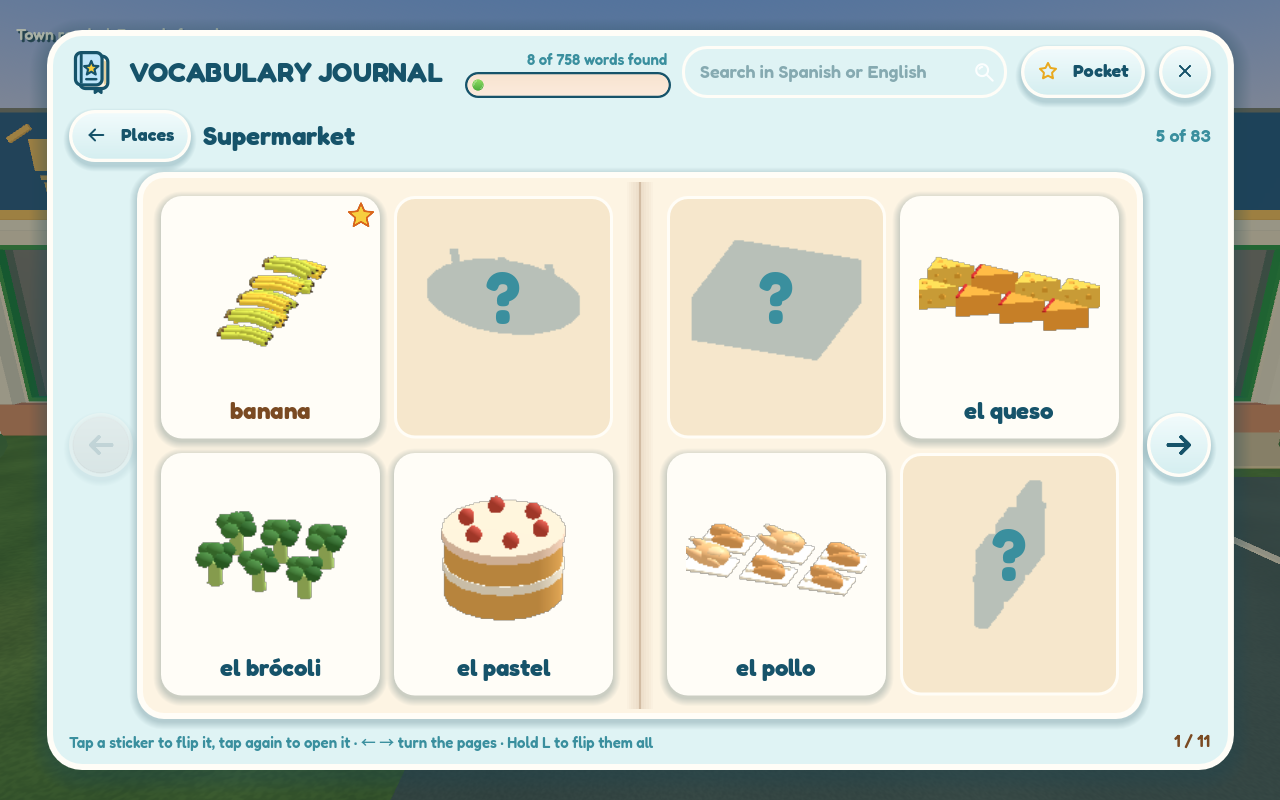 Town
VOCABULARY JOURNAL
8 of 758 words found
Search in Spanish or English
Pocket
Places
Supermarket
5 of 83
banana
?
?
el queso
el brócoli
el pastel
el pollo
?
Tap a sticker to flip it, tap again to open it · ← → turn the pages · Hold L to flip them all
1 / 11